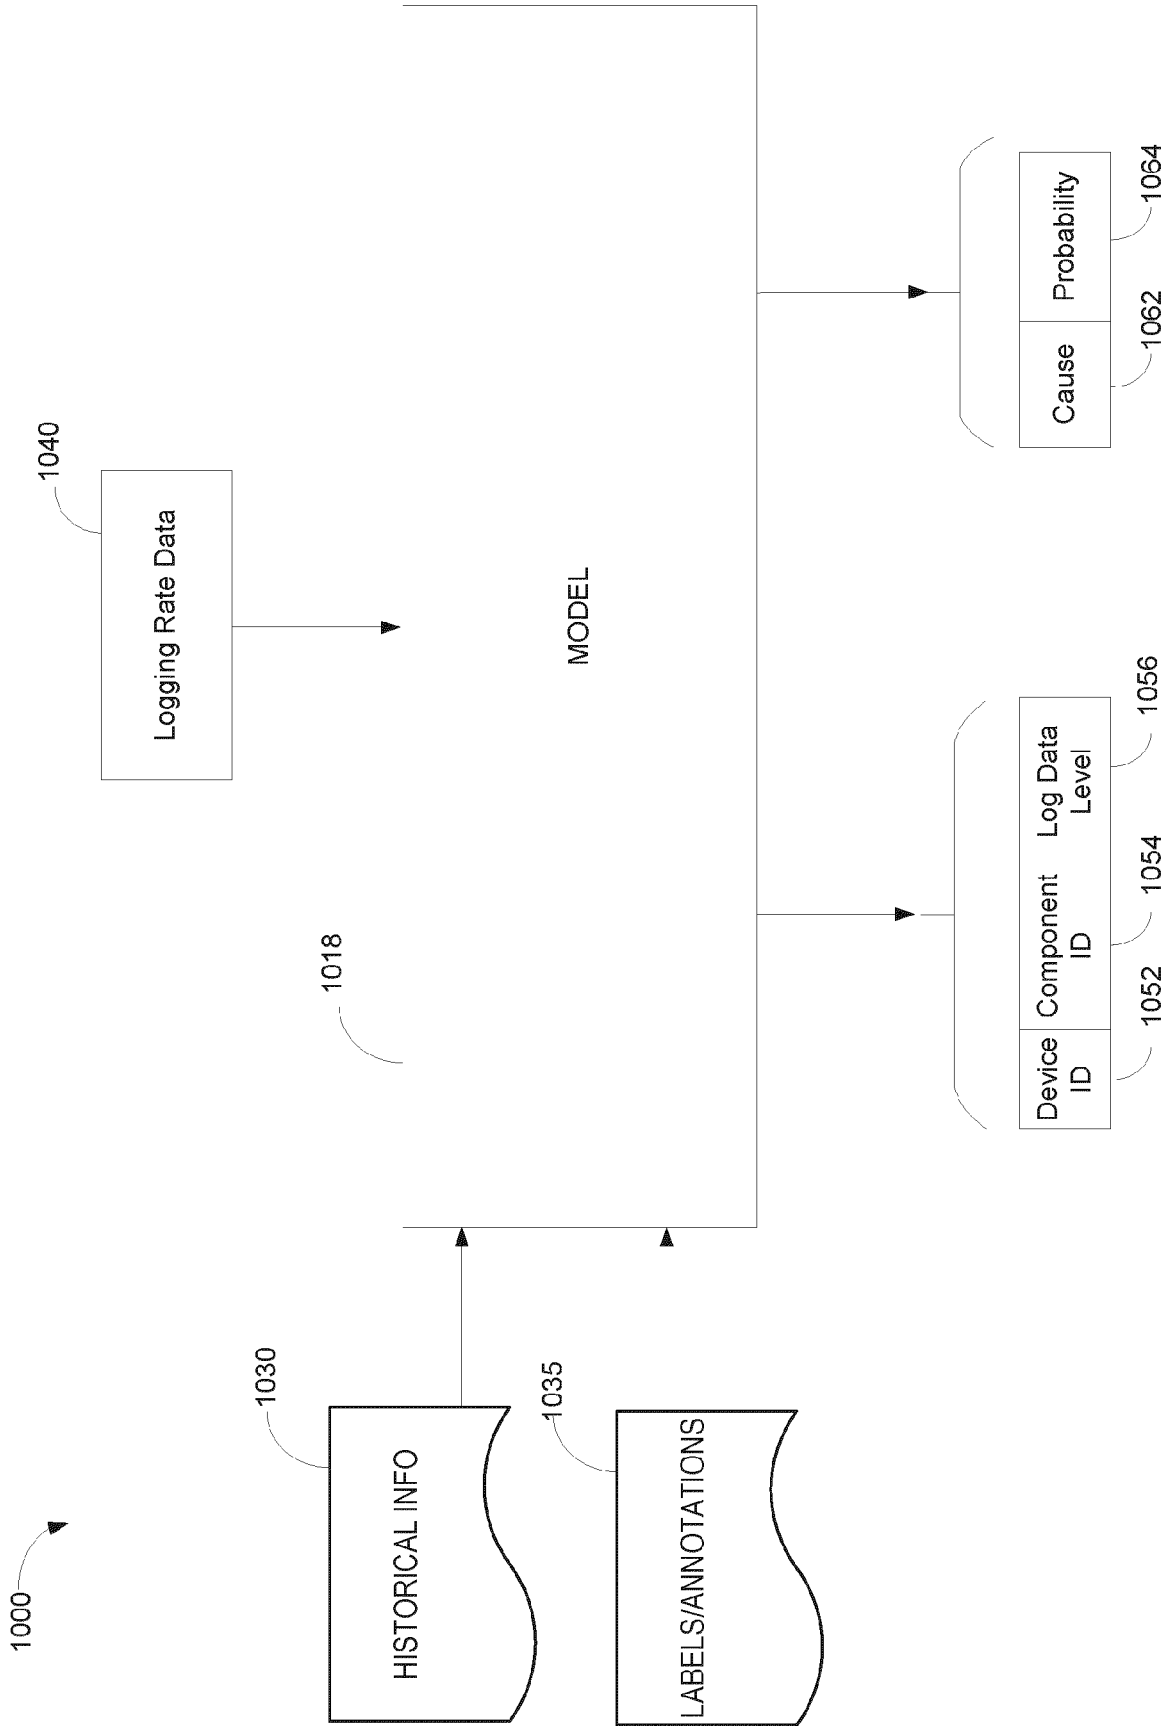 1000
HISTORICAL INFO
1030
LABELS/ANNOTATIONS
1035
1018
Logging Rate Data
1040
MODEL
Device
ID
Component
ID
Log Data
Level
1052
1054
1056
Cause
Probability
1062
1064